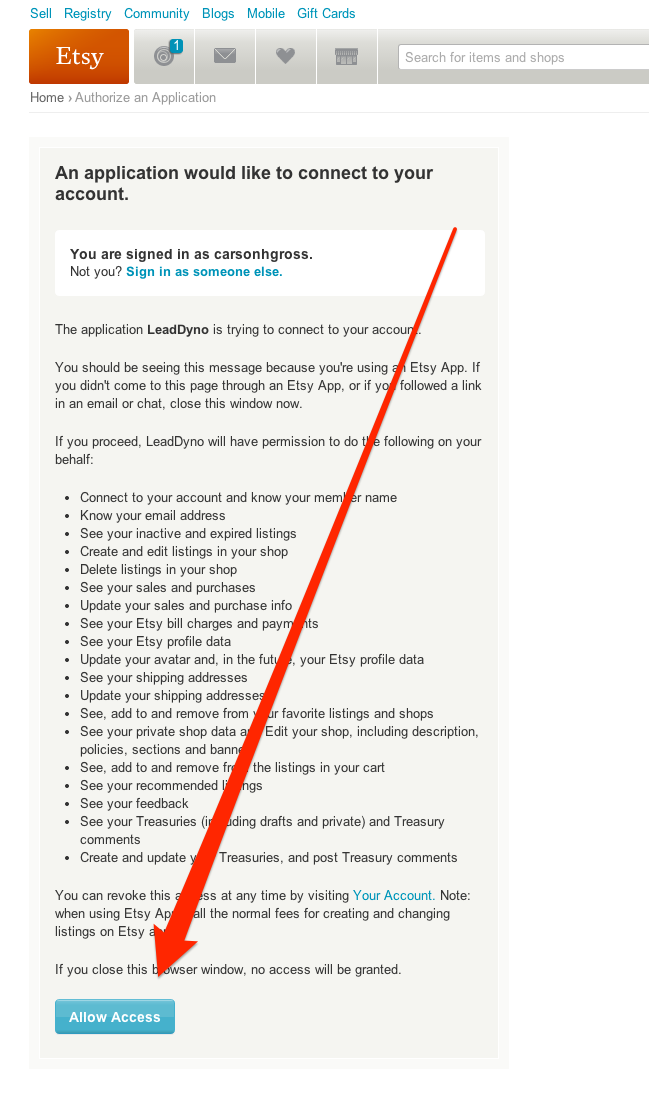 Sell Registry Community Blogs Mobile Gift Cards
Etsy 1 Search for items and shops
Home › Authorize an Application
An application would like to connect to your
account.
You are signed in as carsonhgross.
Not you? Sign in as someone else.
The application LeadDyno is trying to connect to your account.
You should be seeing this message because you're using an Etsy App. If
you didn't come to this page through an Etsy App, or if you followed a link
in an email or chat, close this window now.
If you proceed, LeadDyno will have permission to do the following on your
behalf:
• Connect to your account and know your member name
• Know your email address
• See your inactive and expired listings
• Create and edit listings in your shop
• Delete listings in your shop
• See your sales and purchases
• Update your sales and purchase info
• See your Etsy bill charges and payments
• See your Etsy profile data
• Update your avatar and, in the future, your Etsy profile data
• See your shipping addresses
• Update your shipping addresses
• See, add to and remove from your favorite listings and shops
• See your private shop data and Edit your shop, including description,
policies, sections and banner
• See, add to and remove from the listings in your cart
• See your recommended listings
• See your feedback
• See your Treasuries (including drafts and private) and Treasury
comments
• Create and update your Treasuries, and post Treasury comments
You can revoke this access at any time by visiting Your Account. Note:
when using Etsy Apps all the normal fees for creating and changing
listings on Etsy apply.
If you close this browser window, no access will be granted.
Allow Access